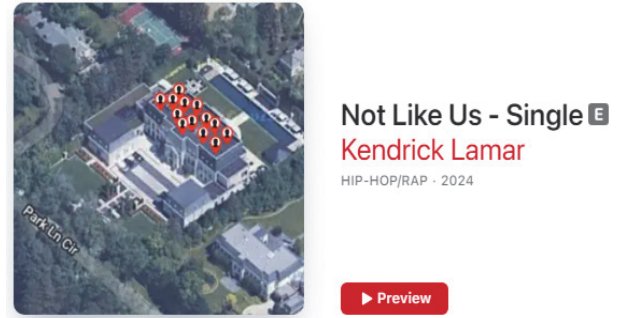 Not Like Us - Single E
Kendrick Lamar
HIP-HOP/RAP · 2024
Park Ln Cir
Preview